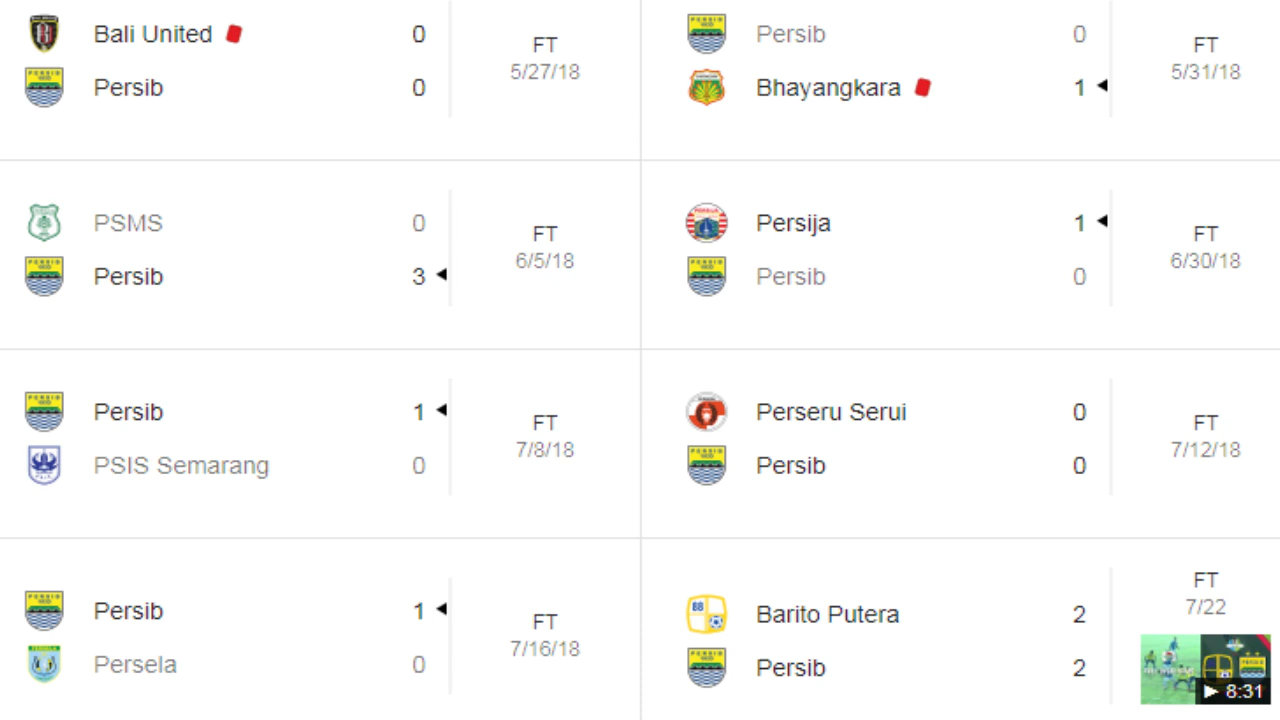 Bali United 0
Persib 0
FT
5/27/18
Persib 0
Bhayangkara 1
FT
5/31/18
PSMS 0
Persib 3
FT
6/5/18
Persija 1
Persib 0
FT
6/30/18
Persib 1
PSIS Semarang 0
FT
7/8/18
Perseru Serui 0
Persib 0
FT
7/12/18
Persib 1
Persela 0
FT
7/16/18
88
Barito Putera 2
Persib 2
FT
7/22
8:31